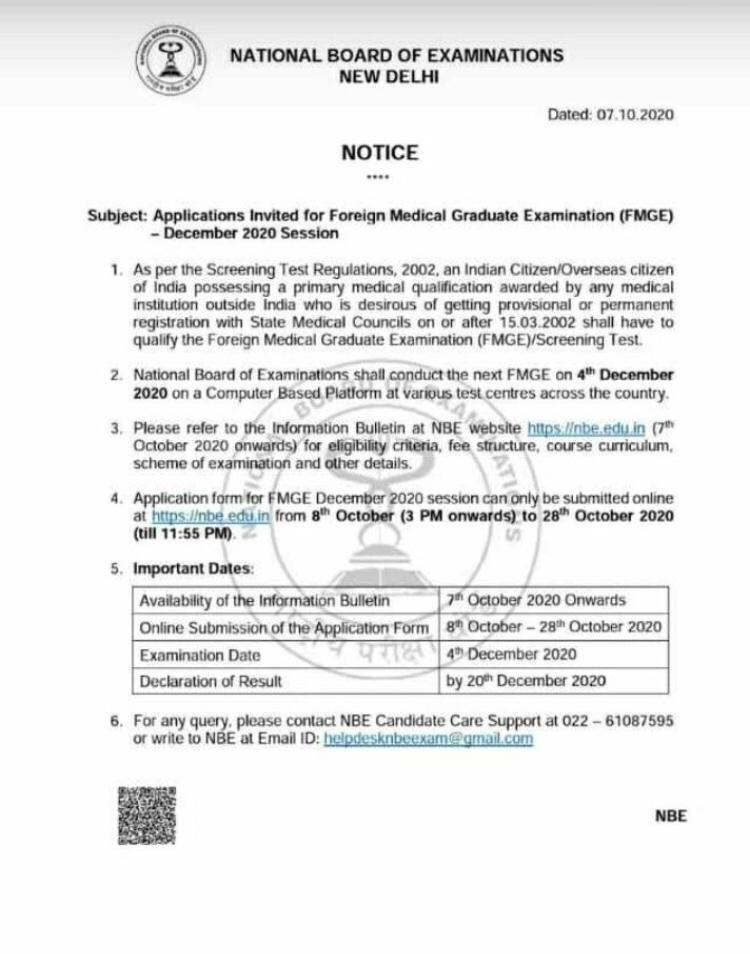 NATIONAL BOARD OF EXAMINATIONS
NEW DELHI
Dated: 07.10.2020
NOTICE
****
Subject: Applications Invited for Foreign Medical Graduate Examination (FMGE)
– December 2020 Session
1. As per the Screening Test Regulations, 2002, an Indian Citizen/Overseas citizen
of India possessing a primary medical qualification awarded by any medical
institution outside India who is desirous of getting provisional or permanent
registration with State Medical Councils on or after 15.03.2002 shall have to
qualify the Foreign Medical Graduate Examination (FMGE)/Screening Test.
2. National Board of Examinations shall conduct the next FMGE on 4th December
2020 on a Computer Based Platform at various test centres across the country.
3. Please refer to the Information Bulletin at NBE website https://nbe.edu.in (7th
October 2020 onwards) for eligibility criteria, fee structure, course curriculum,
scheme of examination and other details.
4. Application form for FMGE December 2020 session can only be submitted online
at https://nbe.edu.in from 8th October (3 PM onwards) to 28th October 2020
(till 11:55 PM).
5. Important Dates:
Availability of the Information Bulletin 7th October 2020 Onwards
Online Submission of the Application Form 8th October – 28th October 2020
Examination Date 4th December 2020
Declaration of Result by 20th December 2020
6. For any query, please contact NBE Candidate Care Support at 022 – 61087595
or write to NBE at Email ID: helpdesknbeexam@gmail.com
NBE
NATIONAL BOARD OF EXAMINATIONS